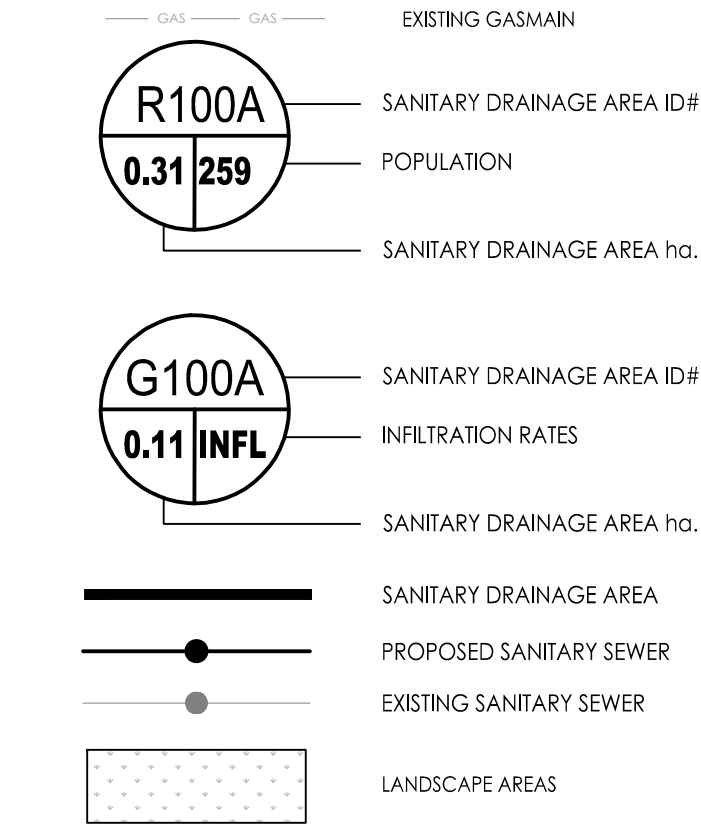 GAS GAS EXISTING GASMAIN
R100A SANITARY DRAINAGE AREA ID#
0.31 259 POPULATION
SANITARY DRAINAGE AREA ha.
G100A SANITARY DRAINAGE AREA ID#
0.11 INFL INFILTRATION RATES
SANITARY DRAINAGE AREA ha.
SANITARY DRAINAGE AREA
PROPOSED SANITARY SEWER
EXISTING SANITARY SEWER
LANDSCAPE AREAS